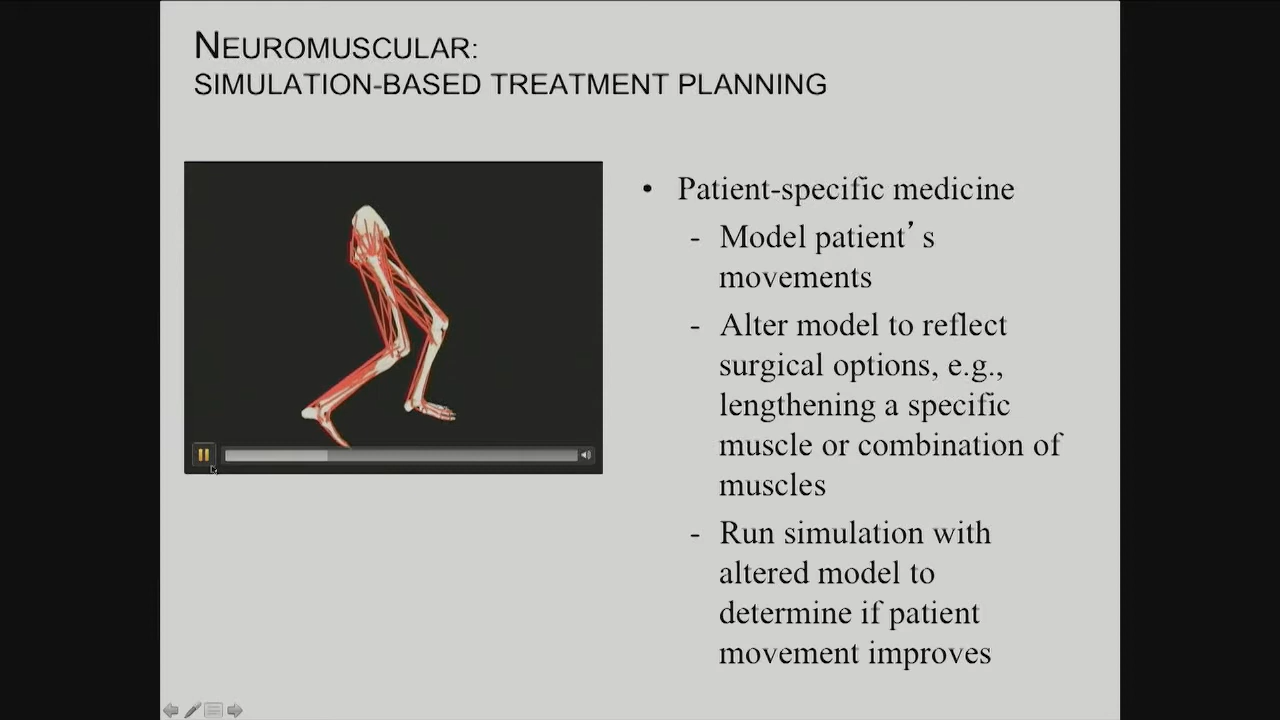 NEUROMUSCULAR:
SIMULATION-BASED TREATMENT PLANNING
• Patient-specific medicine
- Model patient’s
movements
- Alter model to reflect
surgical options, e.g.,
lengthening a specific
muscle or combination of
muscles
- Run simulation with
altered model to
determine if patient
movement improves